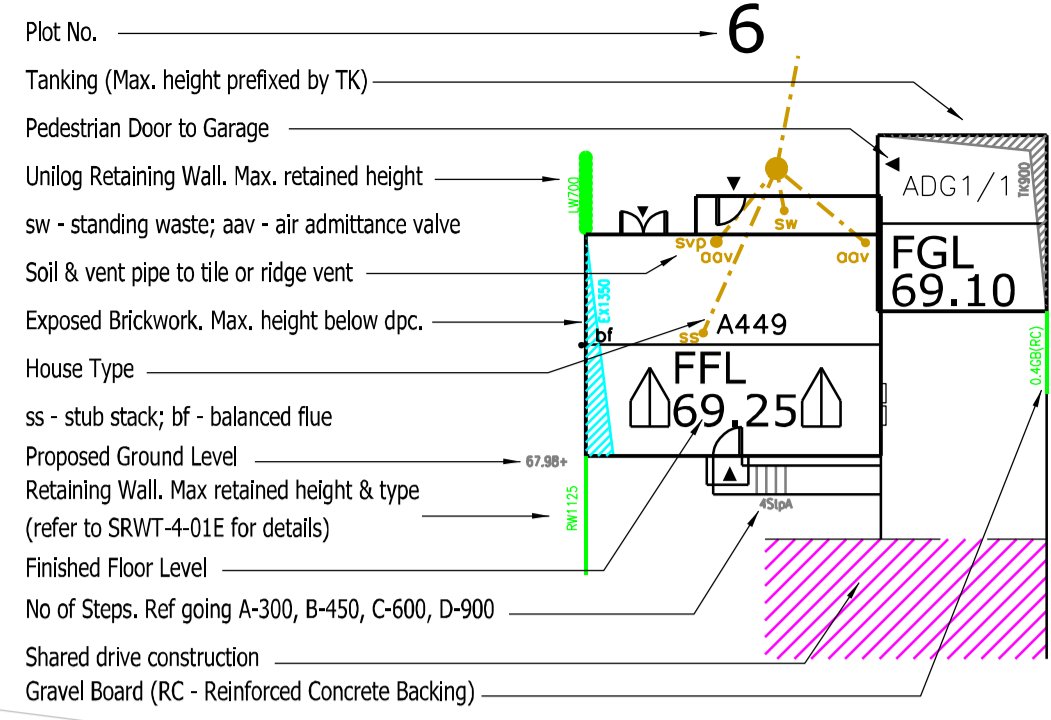 Plot No.
6
Tanking (Max. height prefixed by TK)
Pedestrian Door to Garage
Unilog Retaining Wall. Max. retained height
sw - standing waste; aav - air admittance valve
Soil & vent pipe to tile or ridge vent
Exposed Brickwork. Max. height below dpc.
House Type
ss - stub stack; bf - balanced flue
Proposed Ground Level
Retaining Wall. Max retained height & type
(refer to SRWT-4-01E for details)
Finished Floor Level
No of Steps. Ref going A-300, B-450, C-600, D-900
Shared drive construction
Gravel Board (RC - Reinforced Concrete Backing)
UW700
sw
svp
aav
aav
ADG1/1
TK900
FGL
69.10
EX1350
bf
ss
A449
FFL
69.25
0.4GB(RC)
67.98+
RW1125
4StpA